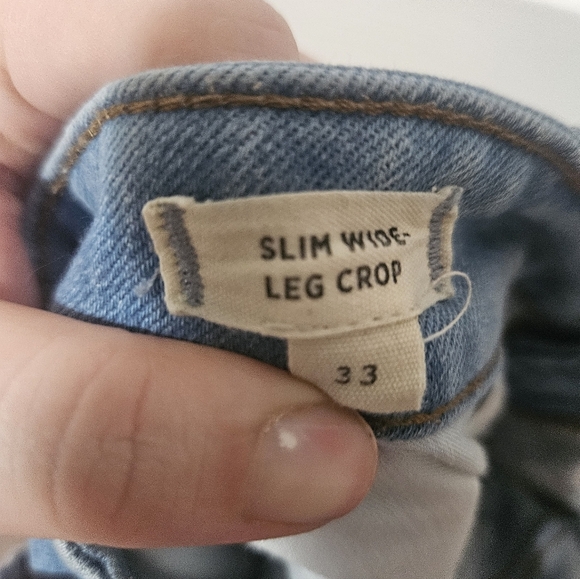 SLIM WIDE-
LEG CROP
33